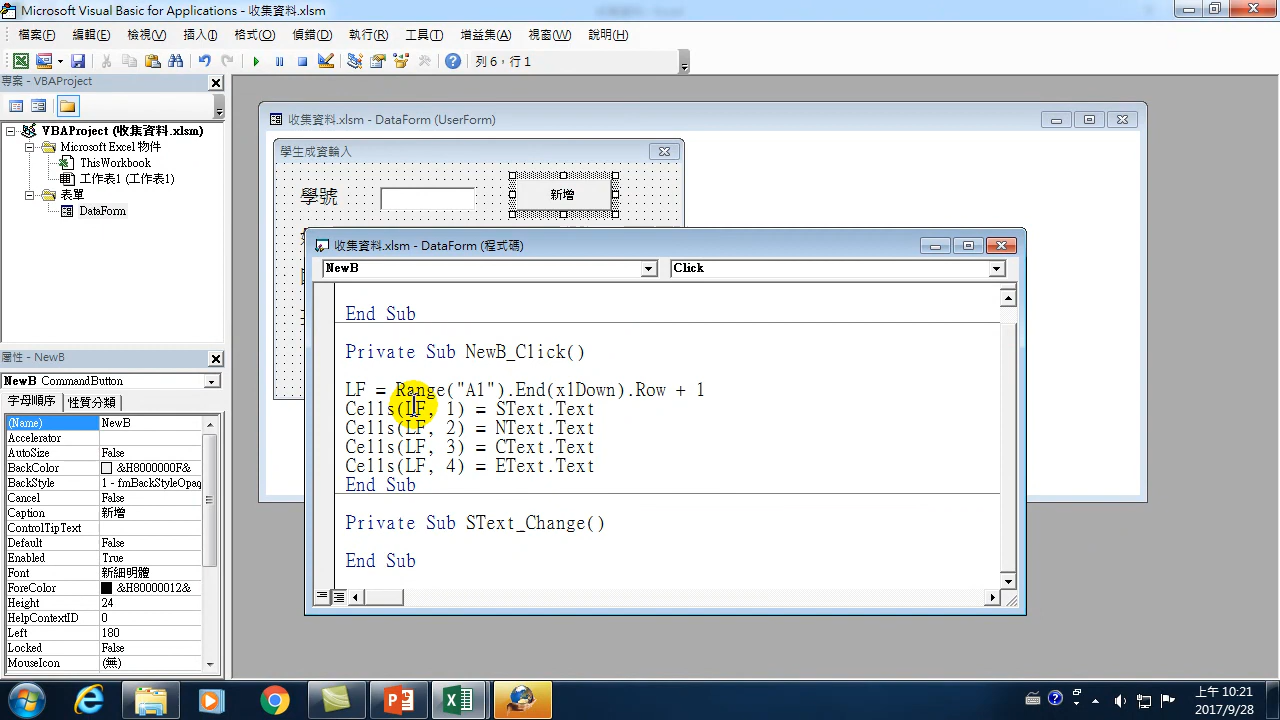 Microsoft Visual Basic for Applications - 收集資料.xlsm
檔案(F) 編輯(E) 檢視(V) 插入(I) 格式(O) 偵錯(D) 執行(R) 工具(T) 增益集(A) 視窗(W) 說明(H)
列 6，行 1
專案 - VBAProject
VBAProject (收集資料.xlsm)
Microsoft Excel 物件
ThisWorkbook
工作表1 (工作表1)
表單
DataForm
屬性 - NewB
NewB CommandButton
字母順序 性質分類
(Name) NewB
Accelerator
AutoSize False
BackColor &H8000000F&
BackStyle 1 - fmBackStyleOpaq
Cancel False
Caption 新增
ControlTipText
Default False
Enabled True
Font 新細明體
ForeColor &H80000012&
Height 24
HelpContextID 0
Left 180
Locked False
MouseIcon (無)
收集資料.xlsm - DataForm (UserForm)
學生成資輸入
學號
新增
收集資料.xlsm - DataForm (程式碼)
NewB Click
End Sub
Private Sub NewB_Click()
LF = Range("A1").End(xlDown).Row + 1
Cells(LF, 1) = SText.Text
Cells(LF, 2) = NText.Text
Cells(LF, 3) = CText.Text
Cells(LF, 4) = EText.Text
End Sub
Private Sub SText_Change()
End Sub
上午 10:21
2017/9/28